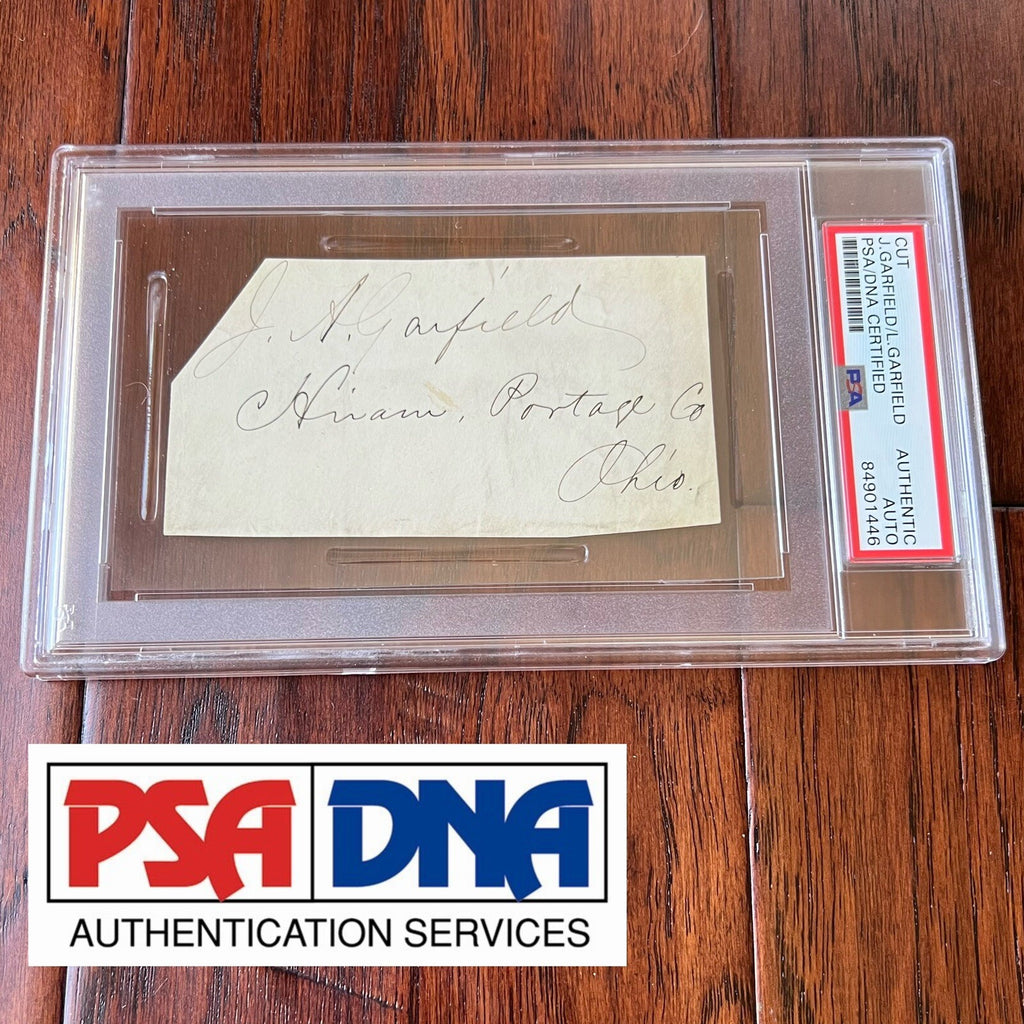 J. A. Garfield
Hiram, Portage Co
Ohio.
CUT
J.GARFIELD/L.GARFIELD AUTHENTIC
PSA/DNA CERTIFIED AUTO
84901446
PSA
PSA DNA
AUTHENTICATION SERVICES